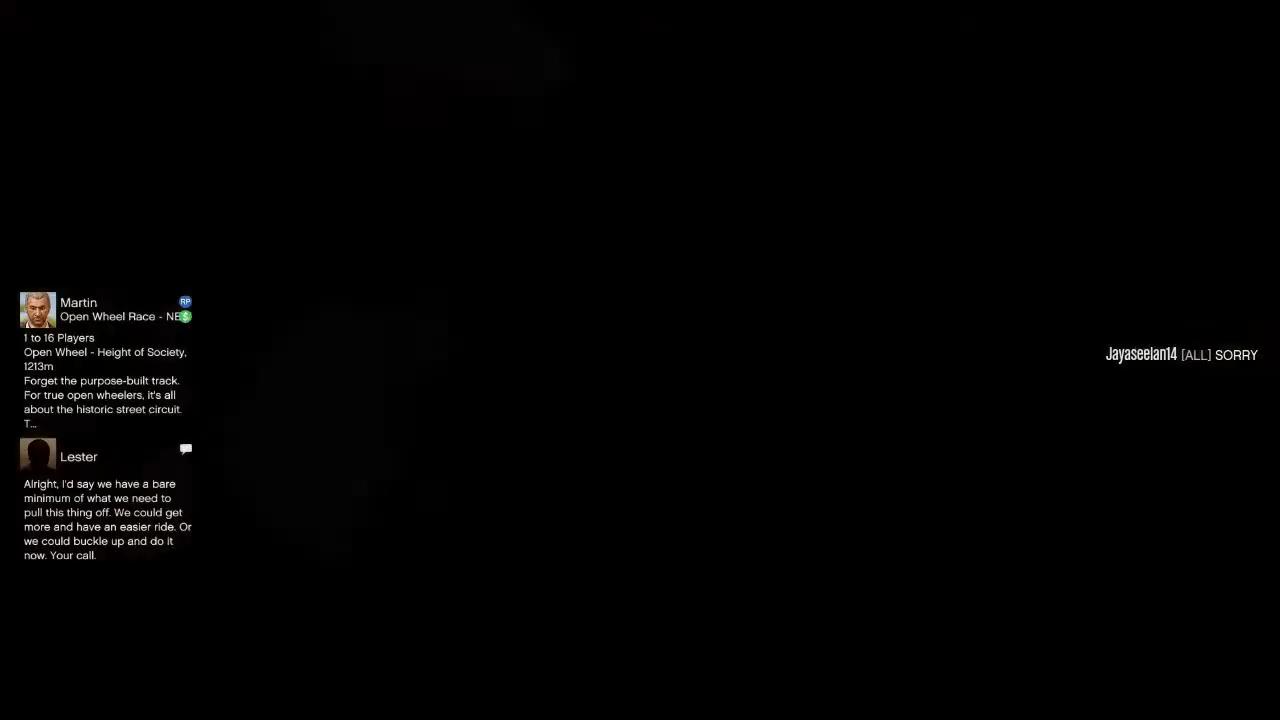 Martin
RP
Open Wheel Race - NE
$
1 to 16 Players
Open Wheel - Height of Society,
1213m
Forget the purpose-built track.
For true open wheelers, it's all
about the historic street circuit.
T...
Lester
Alright, I'd say we have a bare
minimum of what we need to
pull this thing off. We could get
more and have an easier ride. Or
we could buckle up and do it
now. Your call.
Jayaseelan14 [ALL] SORRY